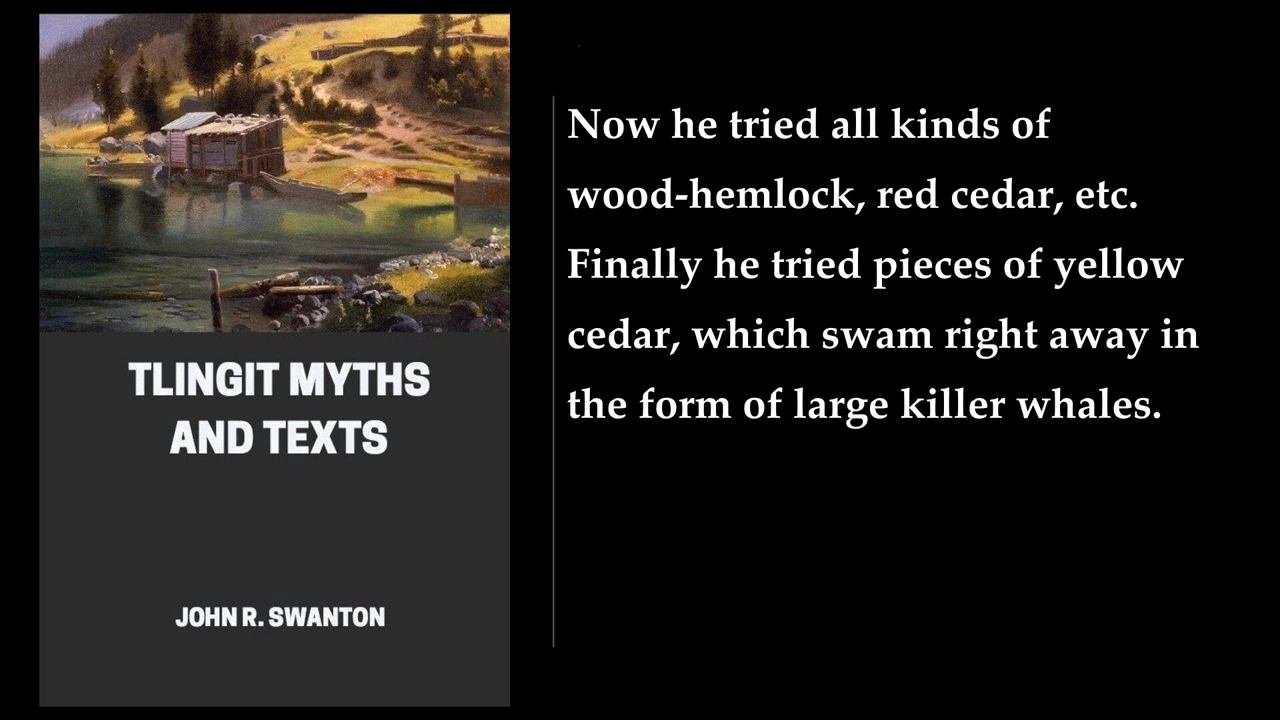 TLINGIT MYTHS
AND TEXTS
JOHN R. SWANTON
Now he tried all kinds of
wood-hemlock, red cedar, etc.
Finally he tried pieces of yellow
cedar, which swam right away in
the form of large killer whales.